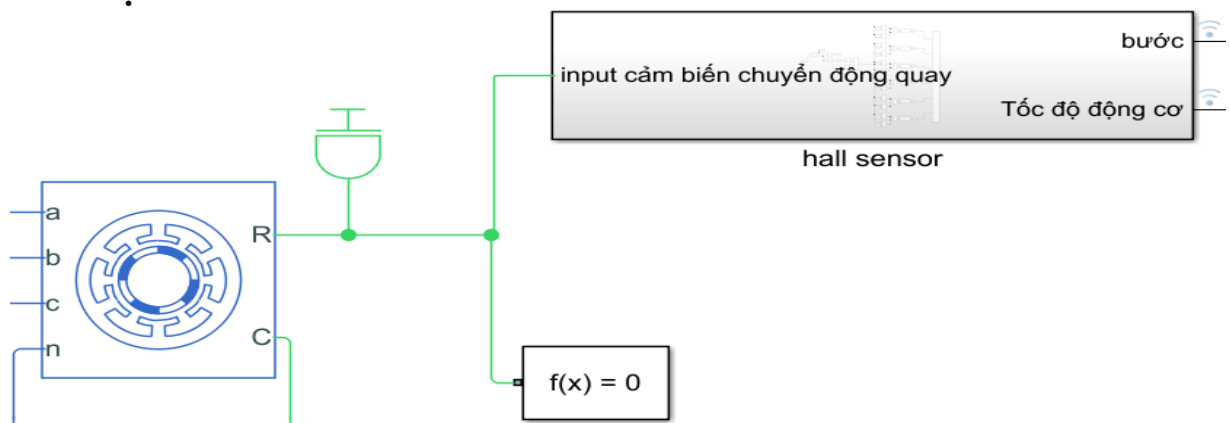 bước
input cảm biến chuyển động quay
Tốc độ động cơ
hall sensor
a
b
c
n
R
C
f(x) = 0